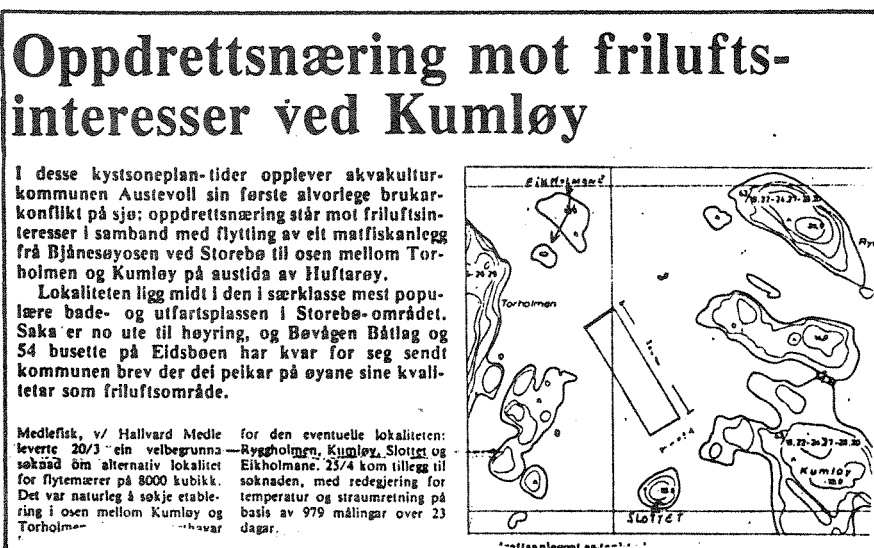 Oppdrettsnæring mot frilufts-
interesser ved Kumløy
I desse kystsoneplan-tider opplever akvakultur-
kommunen Austevoll sin første alvorlege brukar-
konflikt på sjø: oppdrettsnæring står mot friluftsin-
teresser i samband med flytting av eit matfiskanlegg
frå Bjånesøyosen ved Storebø til osen mellom Tor-
holmen og Kumløy på austida av Huftarøy.
Lokaliteten ligg midt i den i særklasse mest popu-
lære bade- og utfartsplassen i Storebø-området.
Saka er no ute til høyring, og Bøvågen Båtlag og
54 busette på Eidsbøen har kvar for seg sendt
kommunen brev der dei peikar på øyane sine kvali-
tetar som friluftsområde.
Medlefisk, v/ Hallvard Medle
leverte 20/3 ein velbegrunna
søknad om alternativ lokalitet
for flytemærer på 8000 kubikk.
Det var naturleg å søkje etable-
ring i osen mellom Kumløy og
Torholmen
for den eventuelle lokaliteten:
Ryggholmen, Kumløy, Slottet og
Eikholmane. 25/4 kom tillegg til
søknaden, med redegjering for
temperatur og straumretning på
basis av 979 målingar over 23
dagar.
Eikholmane
Torholmen
Kumløy
SLOTTET